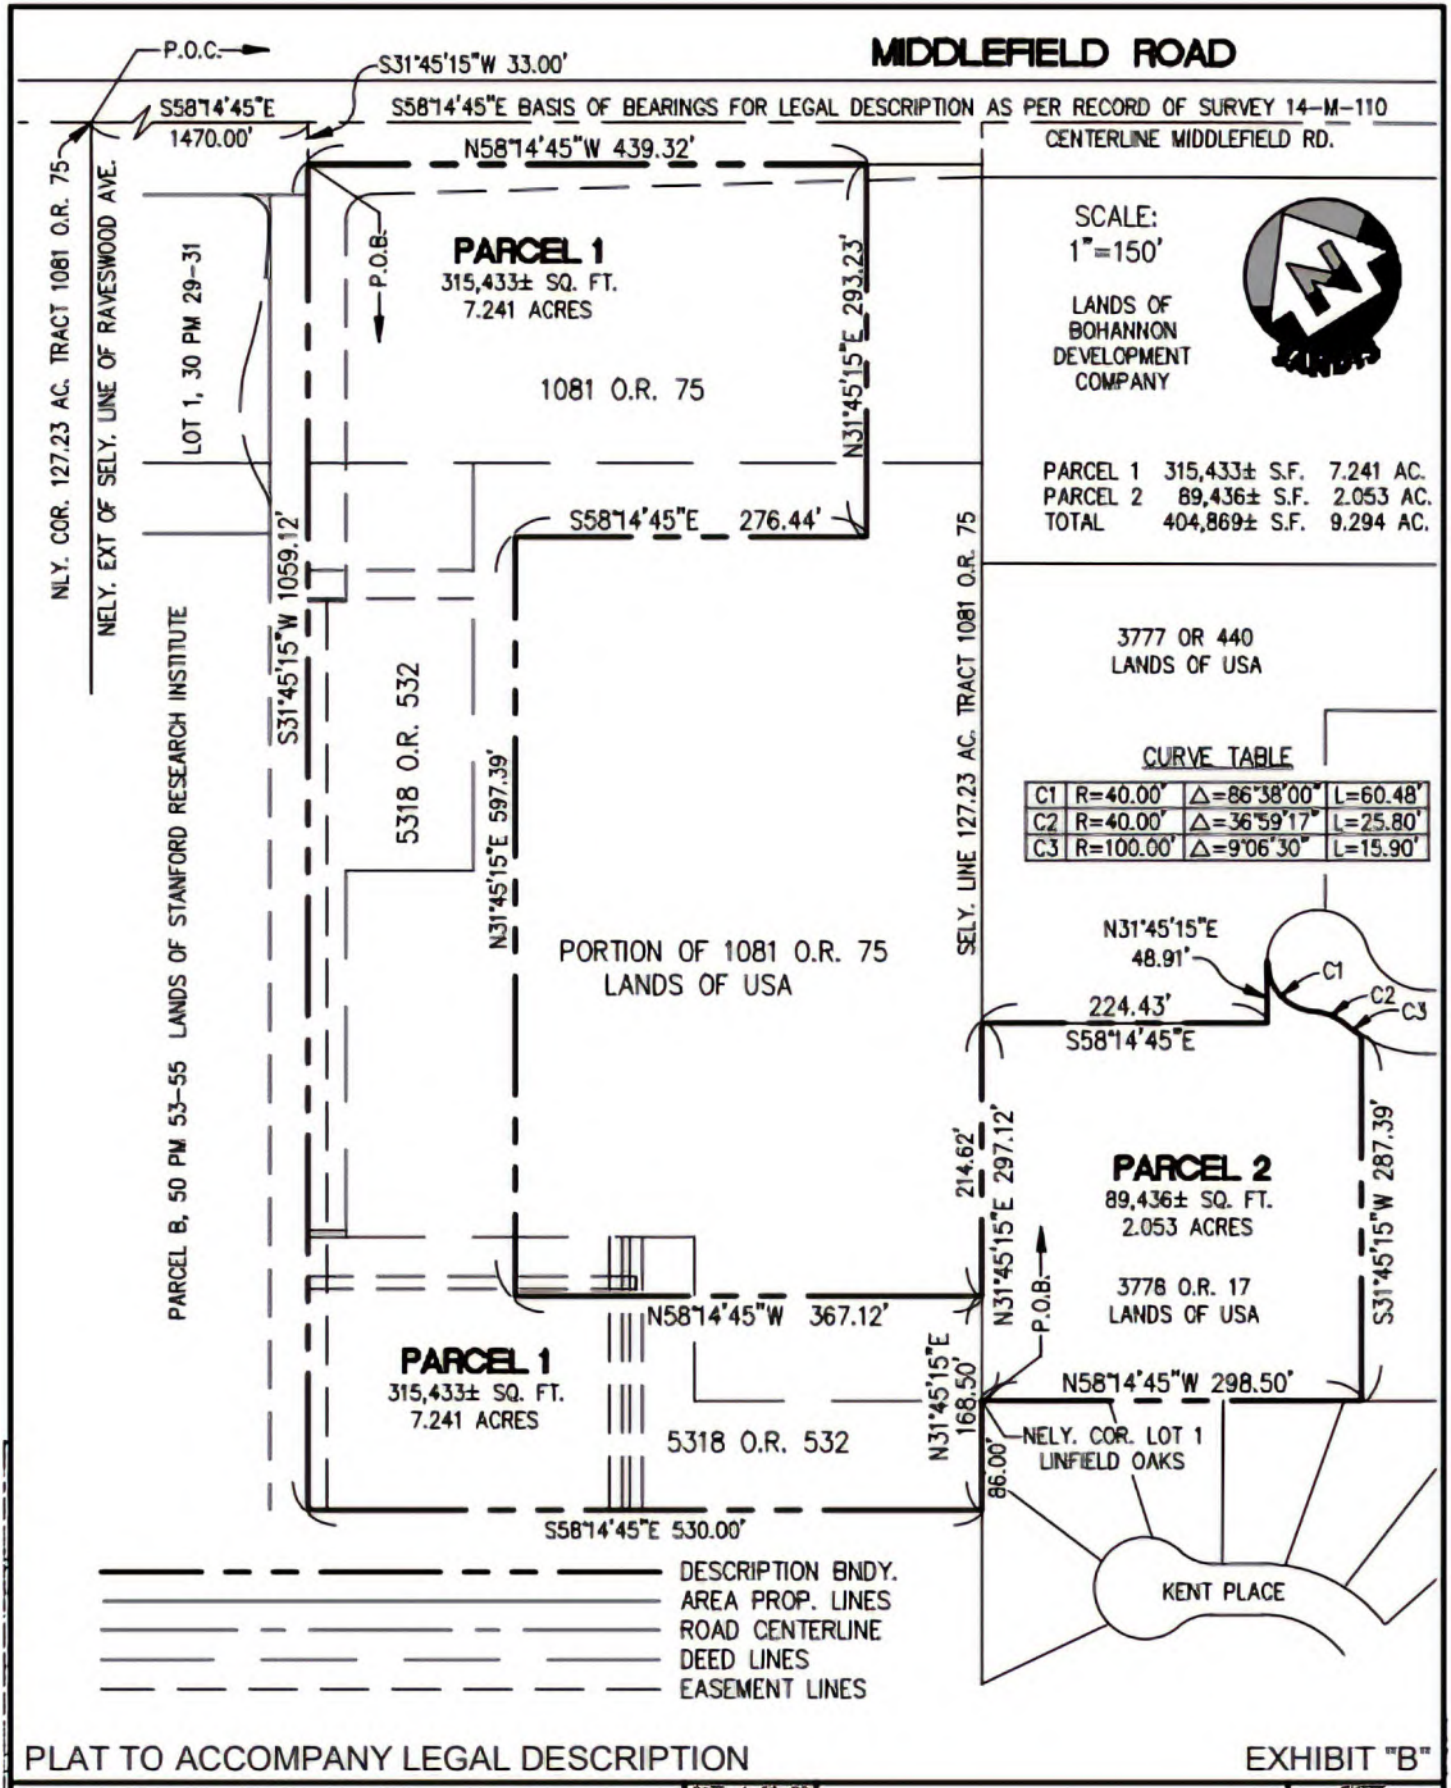 MIDDLEFIELD ROAD
P.O.C.
S31°45'15"W 33.00'
S58°14'45"E
1470.00'
S58°14'45"E BASIS OF BEARINGS FOR LEGAL DESCRIPTION AS PER RECORD OF SURVEY 14-M-110
CENTERLINE MIDDLEFIELD RD.
N58°14'45"W 439.32'
NLY. COR. 127.23 AC. TRACT 1081 O.R. 75
NELY. EXT OF SELY. LINE OF RAVESWOOD AVE.
LOT 1, 30 PM 29-31
P.O.B.
PARCEL 1
315,433± SQ. FT.
7.241 ACRES
1081 O.R. 75
N31°45'15"E 293.23'
SCALE:
1"=150'
LANDS OF
BOHANNON
DEVELOPMENT
COMPANY
N
PARCEL 1 315,433± S.F. 7.241 AC.
PARCEL 2 89,436± S.F. 2.053 AC.
TOTAL 404,869± S.F. 9.294 AC.
S58°14'45"E 276.44'
S31°45'15"W 1059.12'
PARCEL B, 50 PM 53-55 LANDS OF STANFORD RESEARCH INSTITUTE
5318 O.R. 532
N31°45'15"E 597.39'
SELY. LINE 127.23 AC. TRACT 1081 O.R. 75
3777 OR 440
LANDS OF USA
CURVE TABLE
C1 R=40.00' △=86°38'00" L=60.48'
C2 R=40.00' △=36°59'17" L=25.80'
C3 R=100.00' △=9°06'30" L=15.90'
PORTION OF 1081 O.R. 75
LANDS OF USA
N31°45'15"E
48.91'
C1
C2
C3
224.43'
S58°14'45"E
214.62'
N31°45'15"E 297.12'
PARCEL 2
89,436± SQ. FT.
2.053 ACRES
3778 O.R. 17
LANDS OF USA
S31°45'15"W 287.39'
P.O.B.
N58°14'45"W 367.12'
N58°14'45"W 298.50'
PARCEL 1
315,433± SQ. FT.
7.241 ACRES
5318 O.R. 532
N31°45'15"E
168.50'
86.00'
NELY. COR. LOT 1
LINFIELD OAKS
S58°14'45"E 530.00'
KENT PLACE
DESCRIPTION BNDY.
AREA PROP. LINES
ROAD CENTERLINE
DEED LINES
EASEMENT LINES
PLAT TO ACCOMPANY LEGAL DESCRIPTION
EXHIBIT "B"